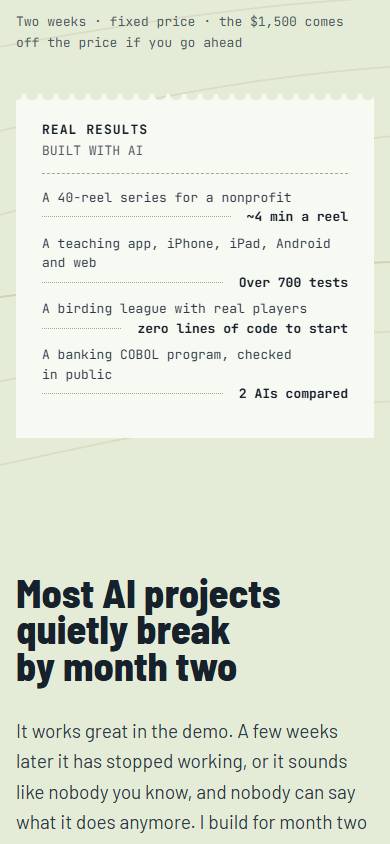 Two weeks · fixed price · the $1,500 comes
off the price if you go ahead
REAL RESULTS
BUILT WITH AI
A 40-reel series for a nonprofit
~4 min a reel
A teaching app, iPhone, iPad, Android
and web
Over 700 tests
A birding league with real players
zero lines of code to start
A banking COBOL program, checked
in public
2 AIs compared
Most AI projects
quietly break
by month two
It works great in the demo. A few weeks
later it has stopped working, or it sounds
like nobody you know, and nobody can say
what it does anymore. I build for month two